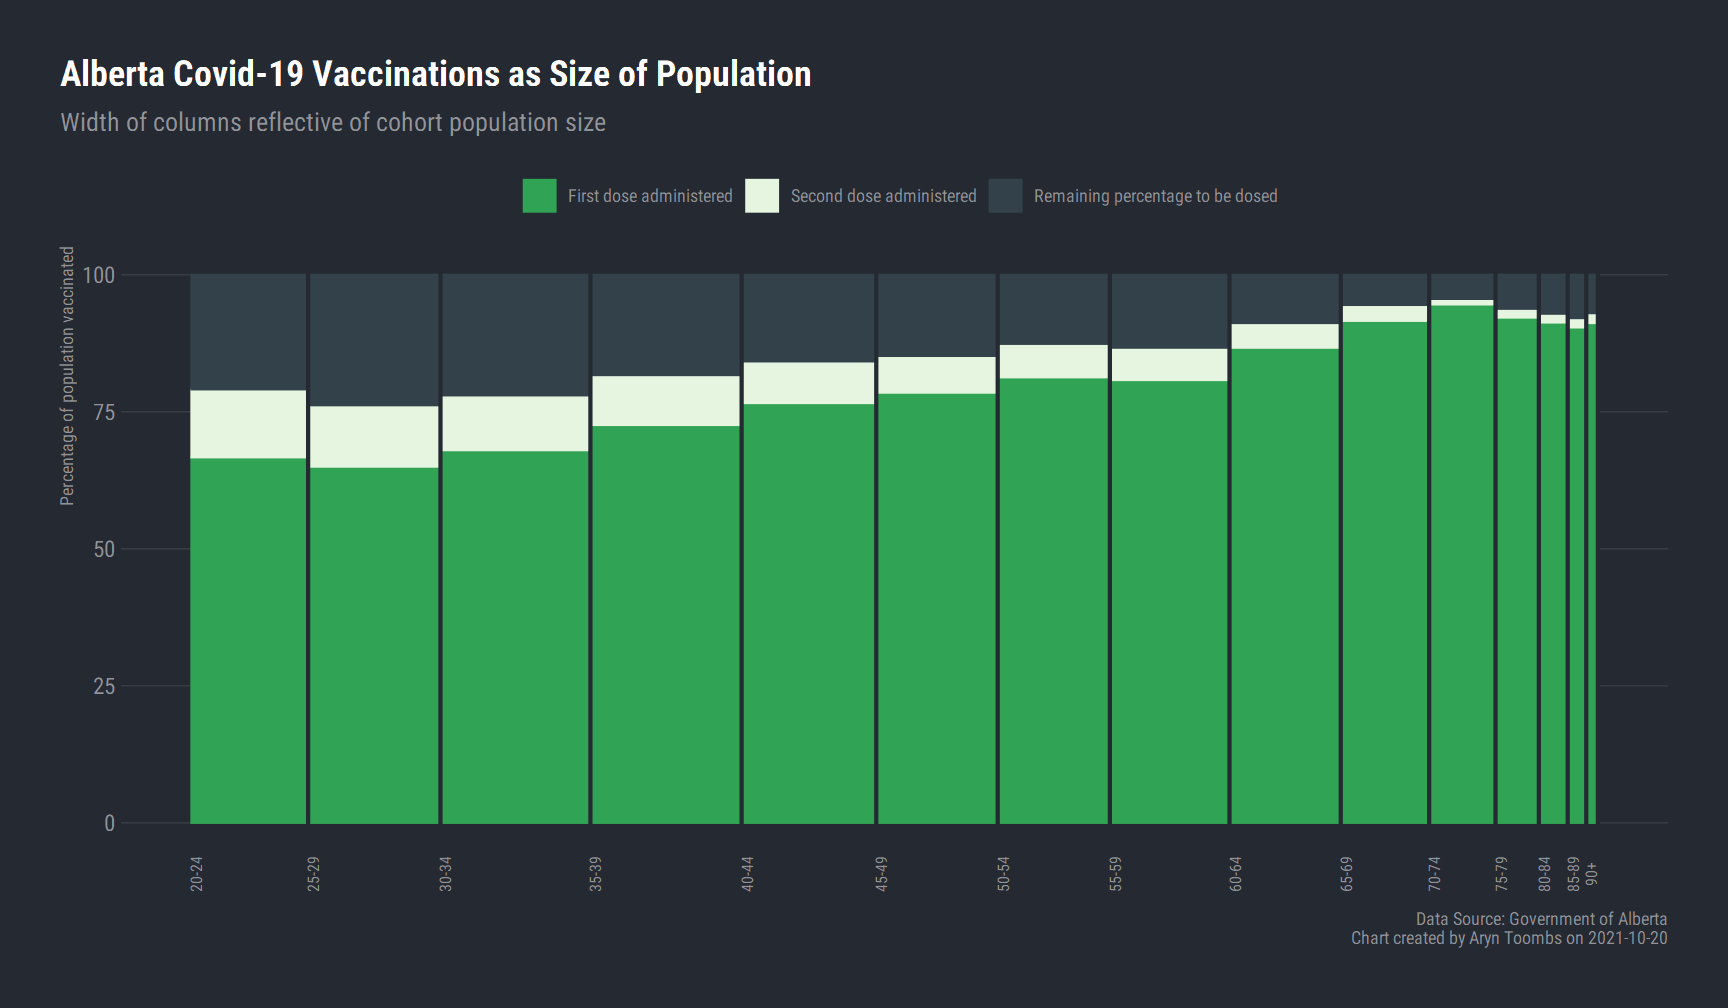 Alberta Covid-19 Vaccinations as Size of Population
Width of columns reflective of cohort population size
First dose administered
Second dose administered
Remaining percentage to be dosed
Percentage of population vaccinated
100
75
50
25
0
20-24
25-29
30-34
35-39
40-44
45-49
50-54
55-59
60-64
65-69
70-74
75-79
80-84
85-89
90+
Data Source: Government of Alberta
Chart created by Aryn Toombs on 2021-10-20